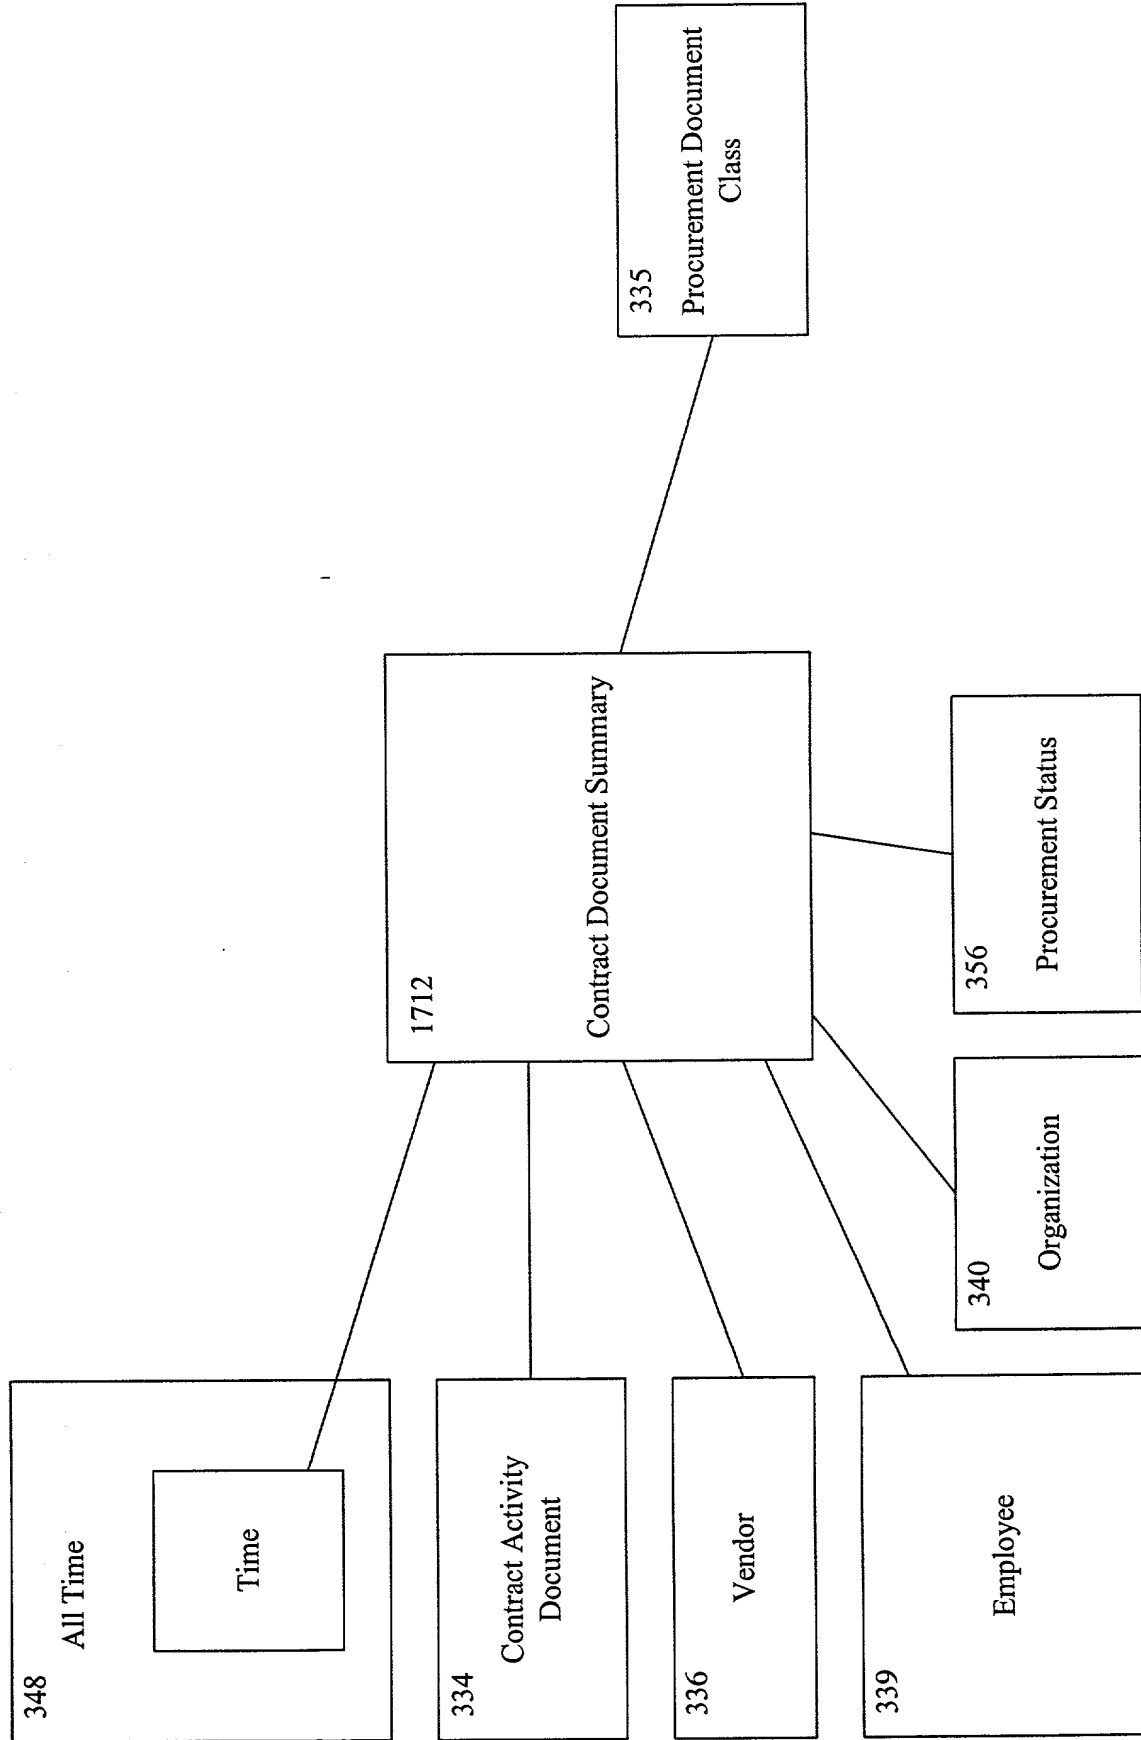 348
All Time
Time
334
Contract Activity
Document
336
Vendor
339
Employee
1712
Contract Document Summary
340
Organization
356
Procurement Status
335
Procurement Document
Class